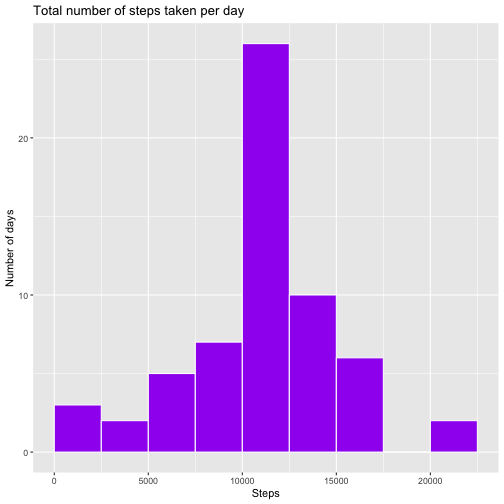 Total number of steps taken per day
Number of days
20
10
0
0 5000 10000 15000 20000
Steps